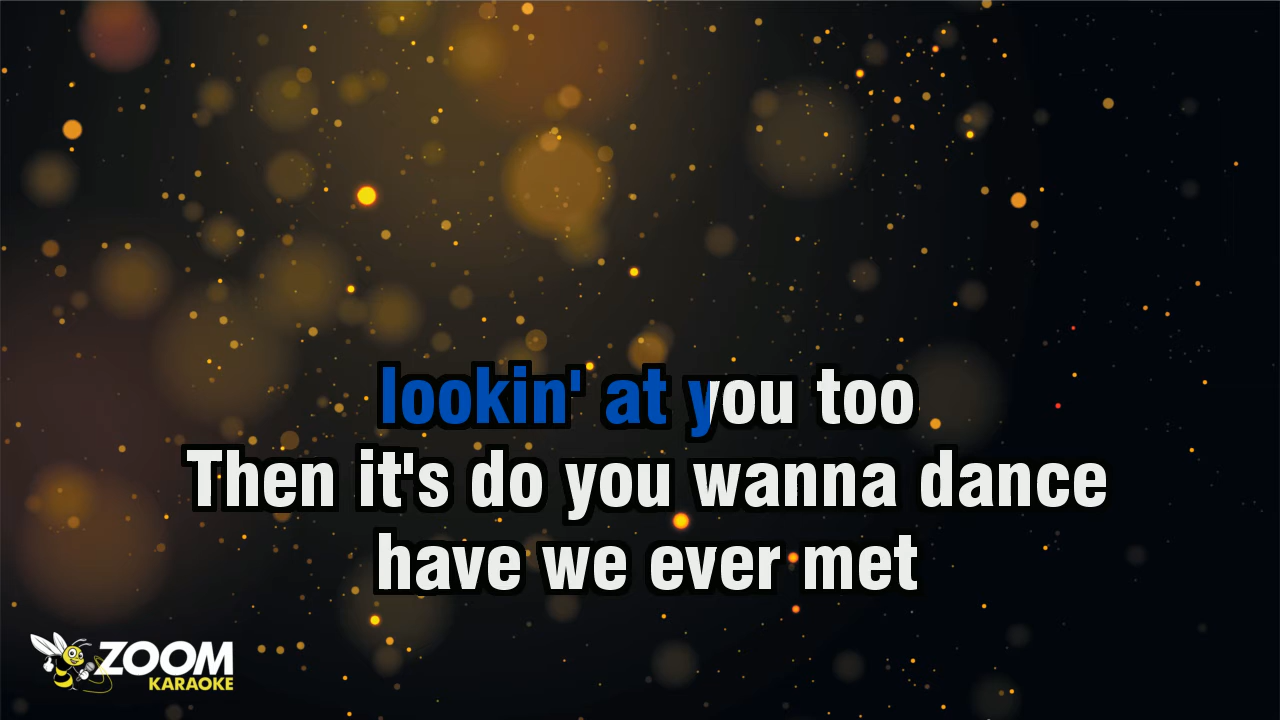 lookin' at you too
Then it's do you wanna dance
have we ever met
ZOOM
KARAOKE